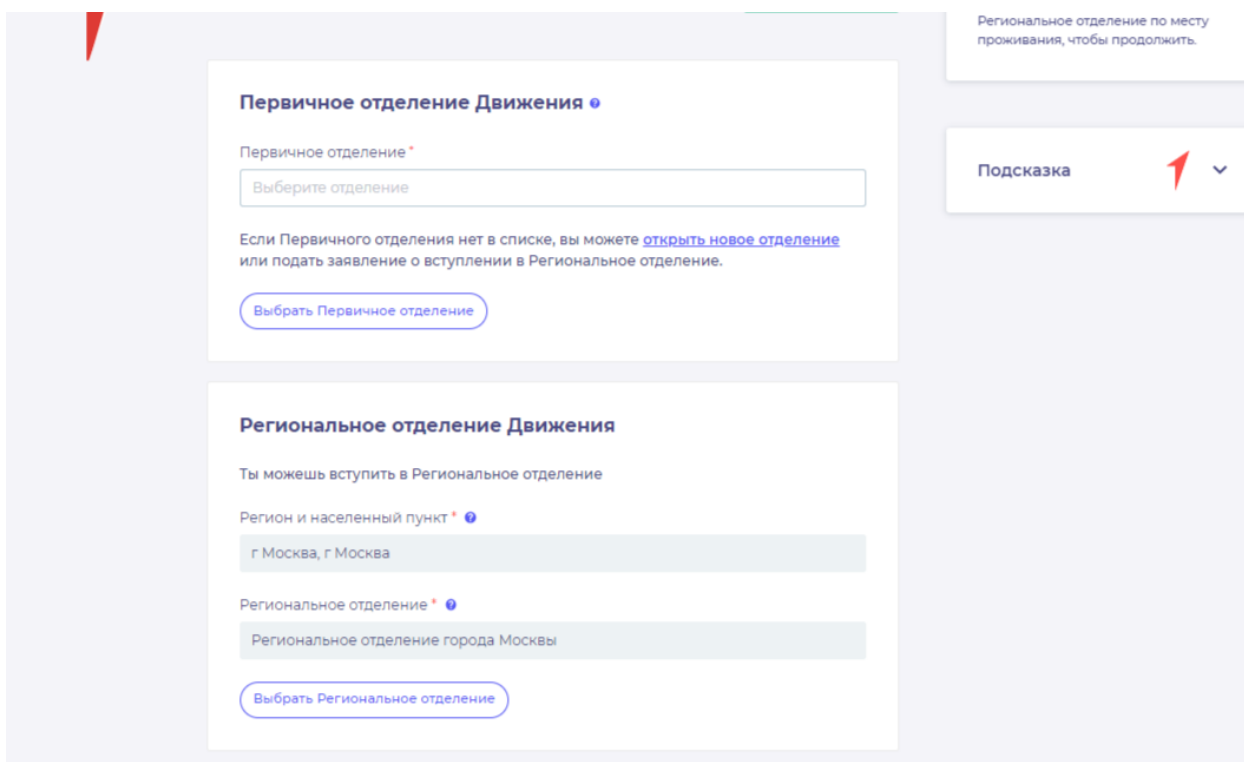 Региональное отделение по месту
проживания, чтобы продолжить.
Первичное отделение Движения
Первичное отделение *
Выберите отделение
Если Первичного отделения нет в списке, вы можете открыть новое отделение
или подать заявление о вступлении в Региональное отделение.
Выбрать Первичное отделение
Подсказка
Региональное отделение Движения
Ты можешь вступить в Региональное отделение
Регион и населенный пункт *
г Москва, г Москва
Региональное отделение *
Региональное отделение города Москвы
Выбрать Региональное отделение